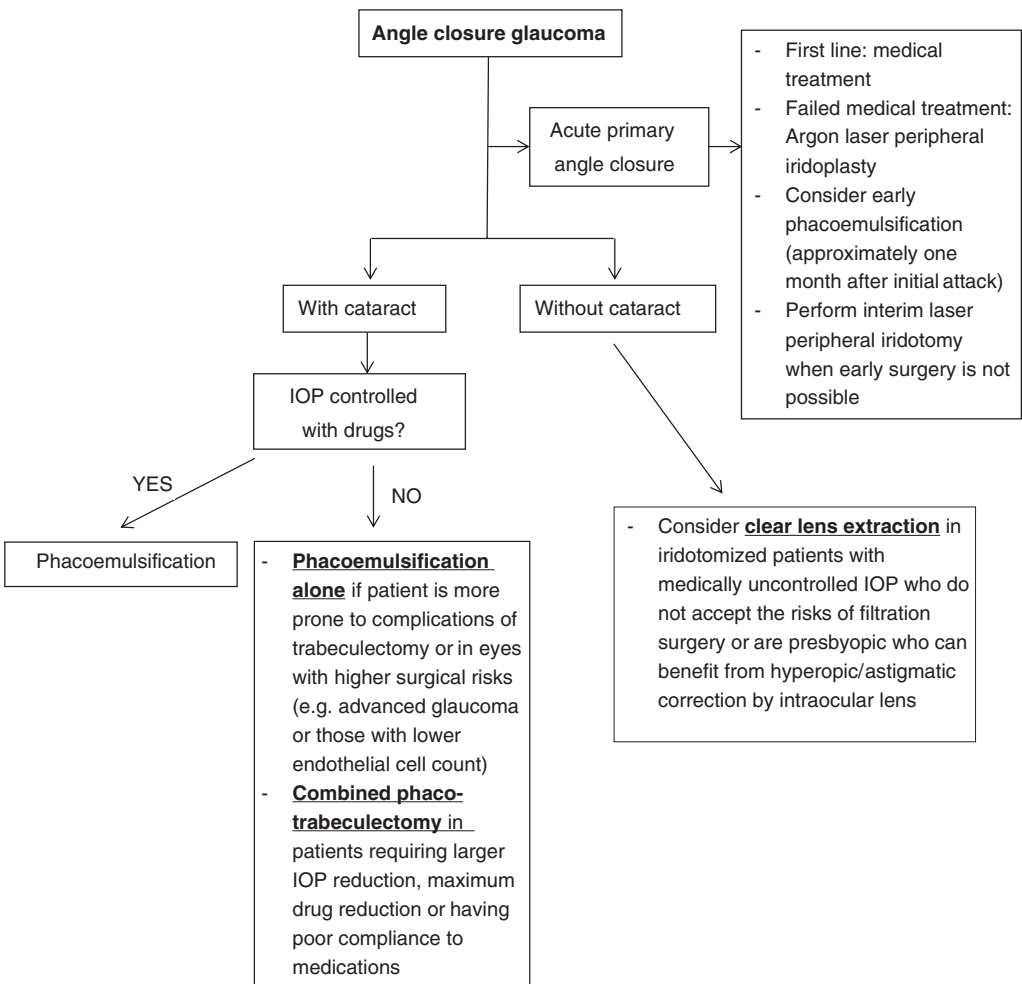 Angle closure glaucoma
- First line: medical
treatment
- Failed medical treatment:
Argon laser peripheral
iridoplasty
- Consider early
phacoemulsification
(approximately one
month after initial attack)
- Perform interim laser
peripheral iridotomy
when early surgery is not
possible
Acute primary
angle closure
With cataract
Without cataract
IOP controlled
with drugs?
YES
NO
Phacoemulsification
- Phacoemulsification
alone if patient is more
prone to complications of
trabeculectomy or in eyes
with higher surgical risks
(e.g. advanced glaucoma
or those with lower
endothelial cell count)
- Combined phaco-
trabeculectomy in
patients requiring larger
IOP reduction, maximum
drug reduction or having
poor compliance to
medications
- Consider clear lens extraction in
iridotomized patients with
medically uncontrolled IOP who do
not accept the risks of filtration
surgery or are presbyopic who can
benefit from hyperopic/astigmatic
correction by intraocular lens